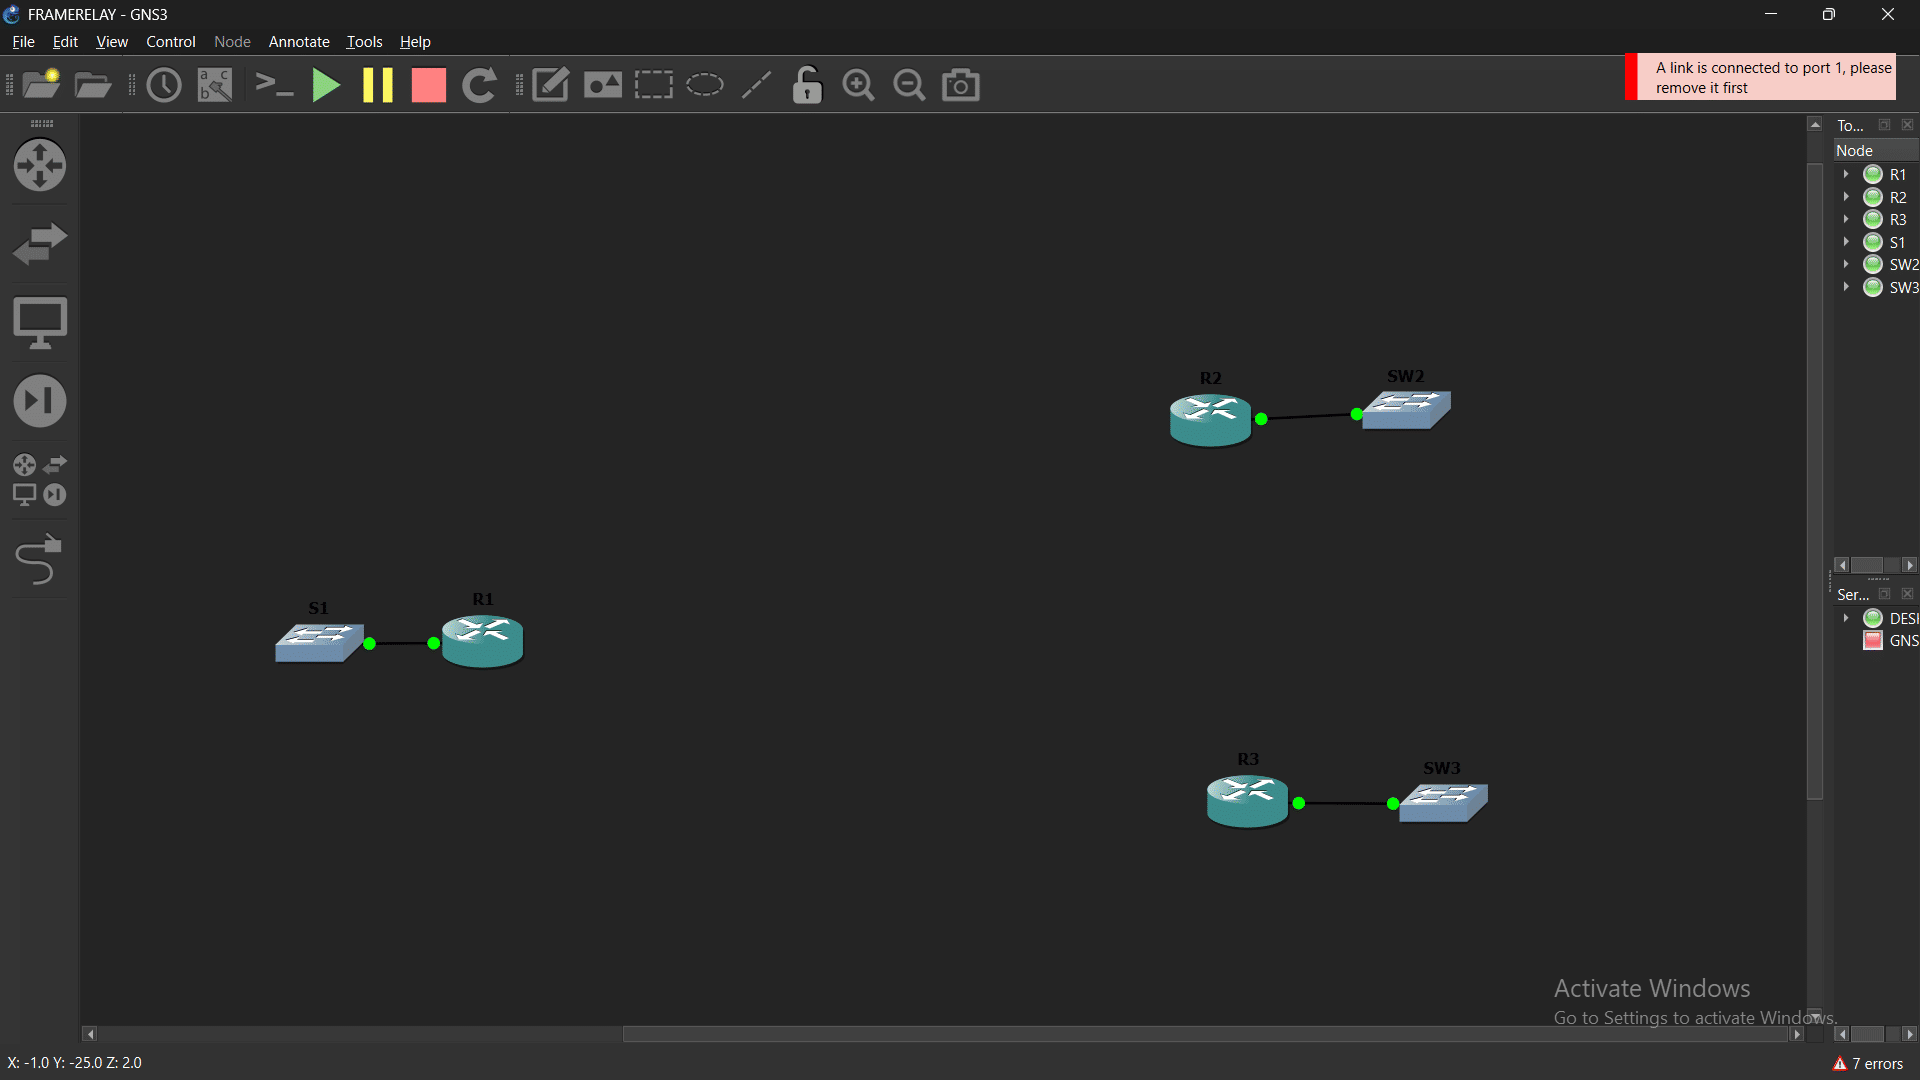 FRAMERELAY - GNS3
File Edit View Control Node Annotate Tools Help
a c
b
>_
A link is connected to port 1, please
remove it first
To...
Node
R1
R2
R3
S1
SW2
SW3
R2
SW2
S1
R1
R3
SW3
Ser...
DESI
GNS
Activate Windows
Go to Settings to activate Windows.
X: -1.0 Y: -25.0 Z: 2.0
7 errors